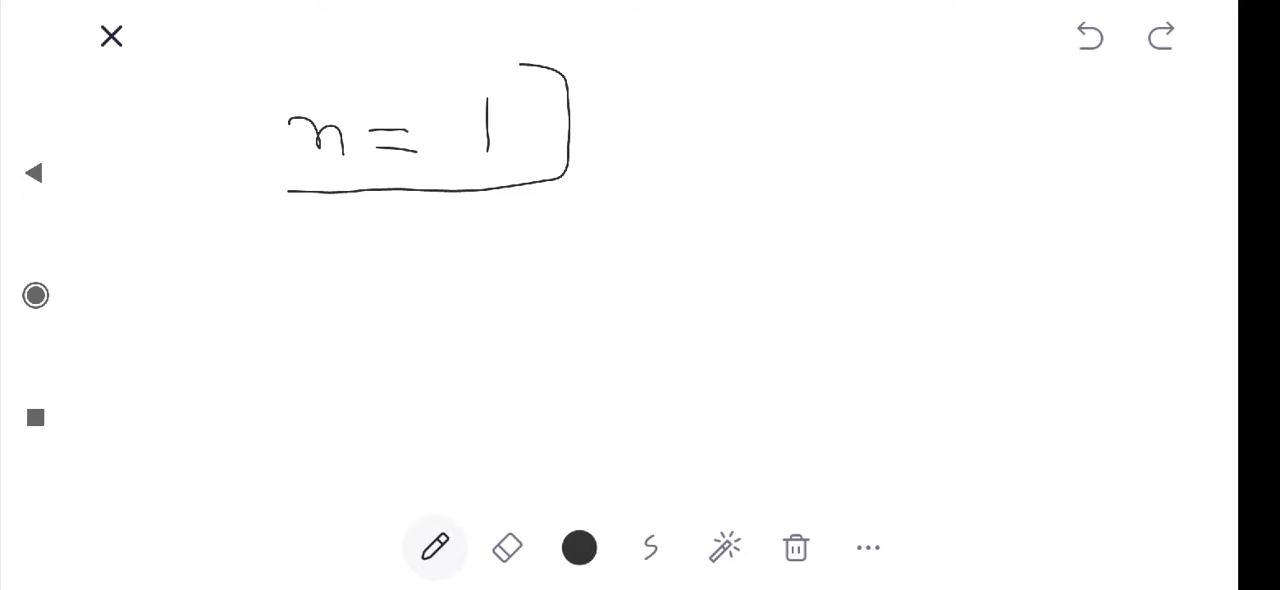 n = 1